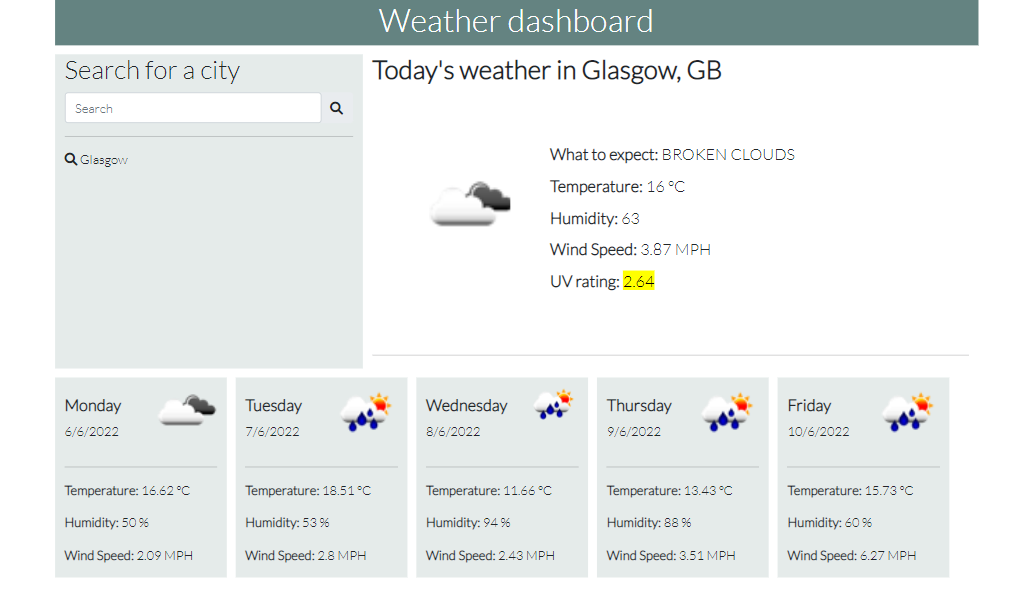 Weather dashboard
Search for a city
Search
Glasgow
Today's weather in Glasgow, GB
What to expect: BROKEN CLOUDS
Temperature: 16 °C
Humidity: 63
Wind Speed: 3.87 MPH
UV rating: 2.64
Monday
6/6/2022
Temperature: 16.62 °C
Humidity: 50 %
Wind Speed: 2.09 MPH
Tuesday
7/6/2022
Temperature: 18.51 °C
Humidity: 53 %
Wind Speed: 2.8 MPH
Wednesday
8/6/2022
Temperature: 11.66 °C
Humidity: 94 %
Wind Speed: 2.43 MPH
Thursday
9/6/2022
Temperature: 13.43 °C
Humidity: 88 %
Wind Speed: 3.51 MPH
Friday
10/6/2022
Temperature: 15.73 °C
Humidity: 60 %
Wind Speed: 6.27 MPH